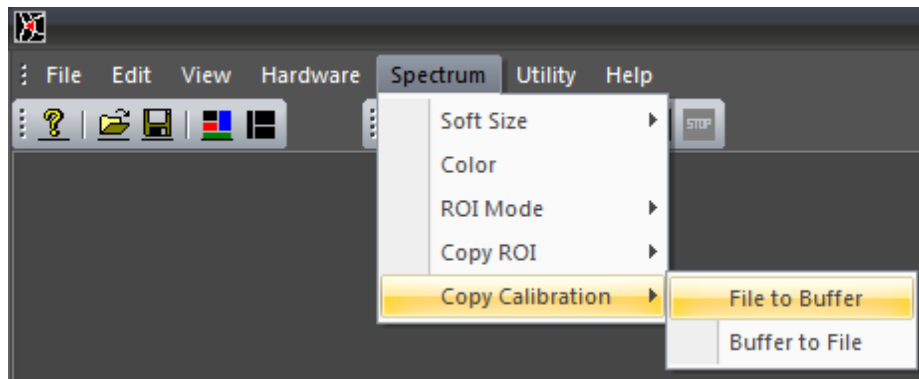 File Edit View Hardware Spectrum Utility Help
Soft Size
STOP
Color
ROI Mode
Copy ROI
Copy Calibration
File to Buffer
Buffer to File